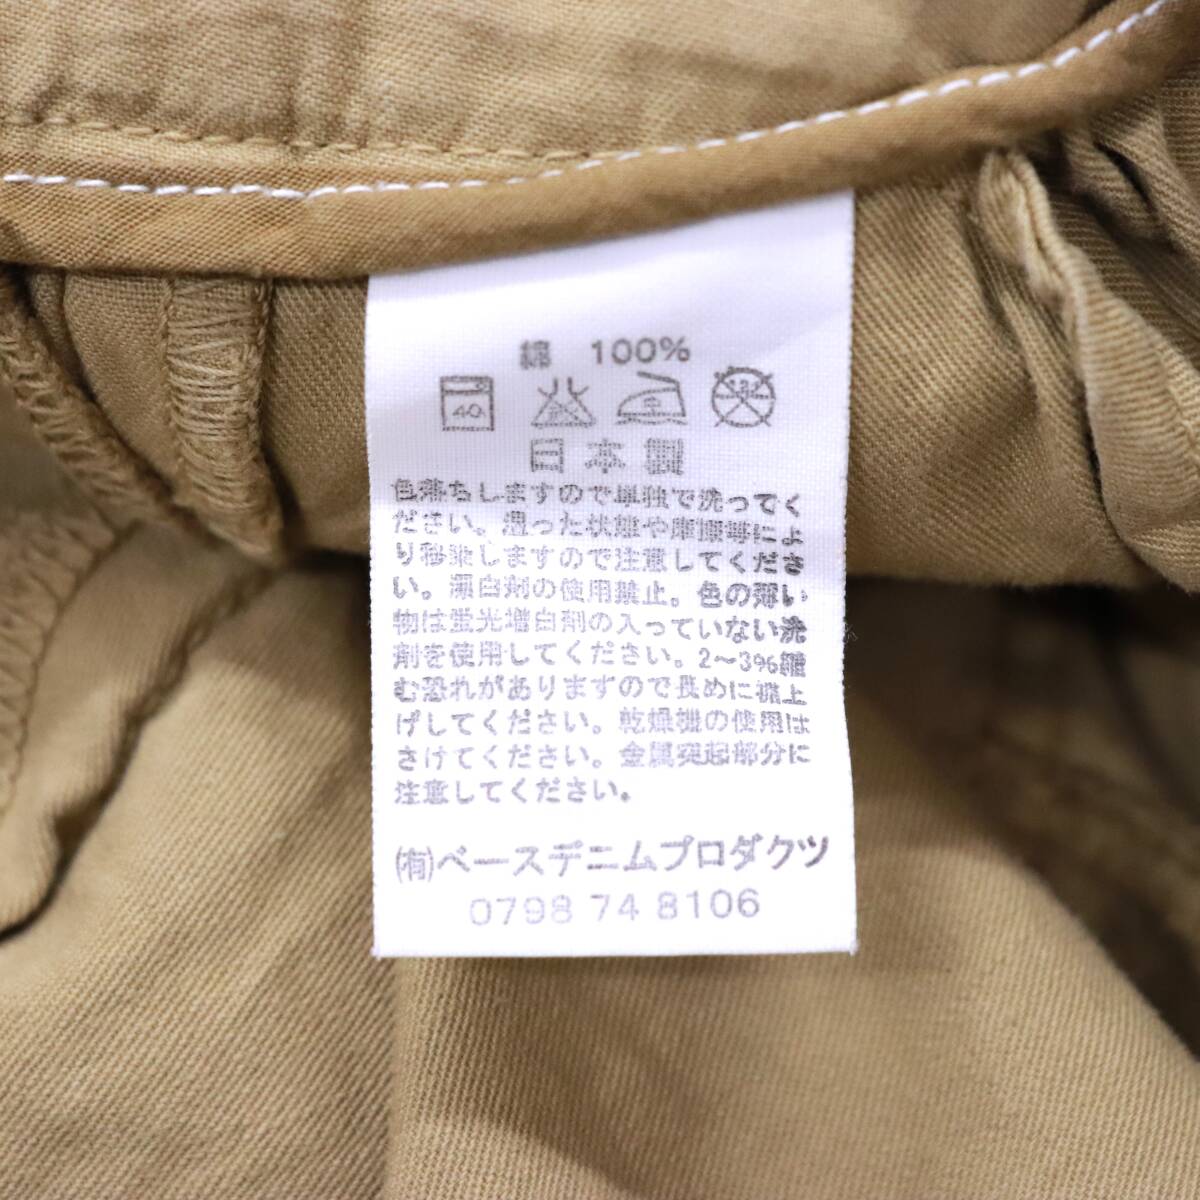 綿 100%
40
日本製
色落ちしますので単独で洗ってく
ださい。湿った状態や摩擦等によ
り移染しますので注意してくださ
い。漂白剤の使用禁止。色の薄い
物は蛍光増白剤の入っていない洗
剤を使用してください。2〜3%縮
む恐れがありますので長めに裾上
げしてください。乾燥機の使用は
さけてください。金属突起部分に
注意してください。
(有)ベースデニムプロダクツ
0798 74 8106